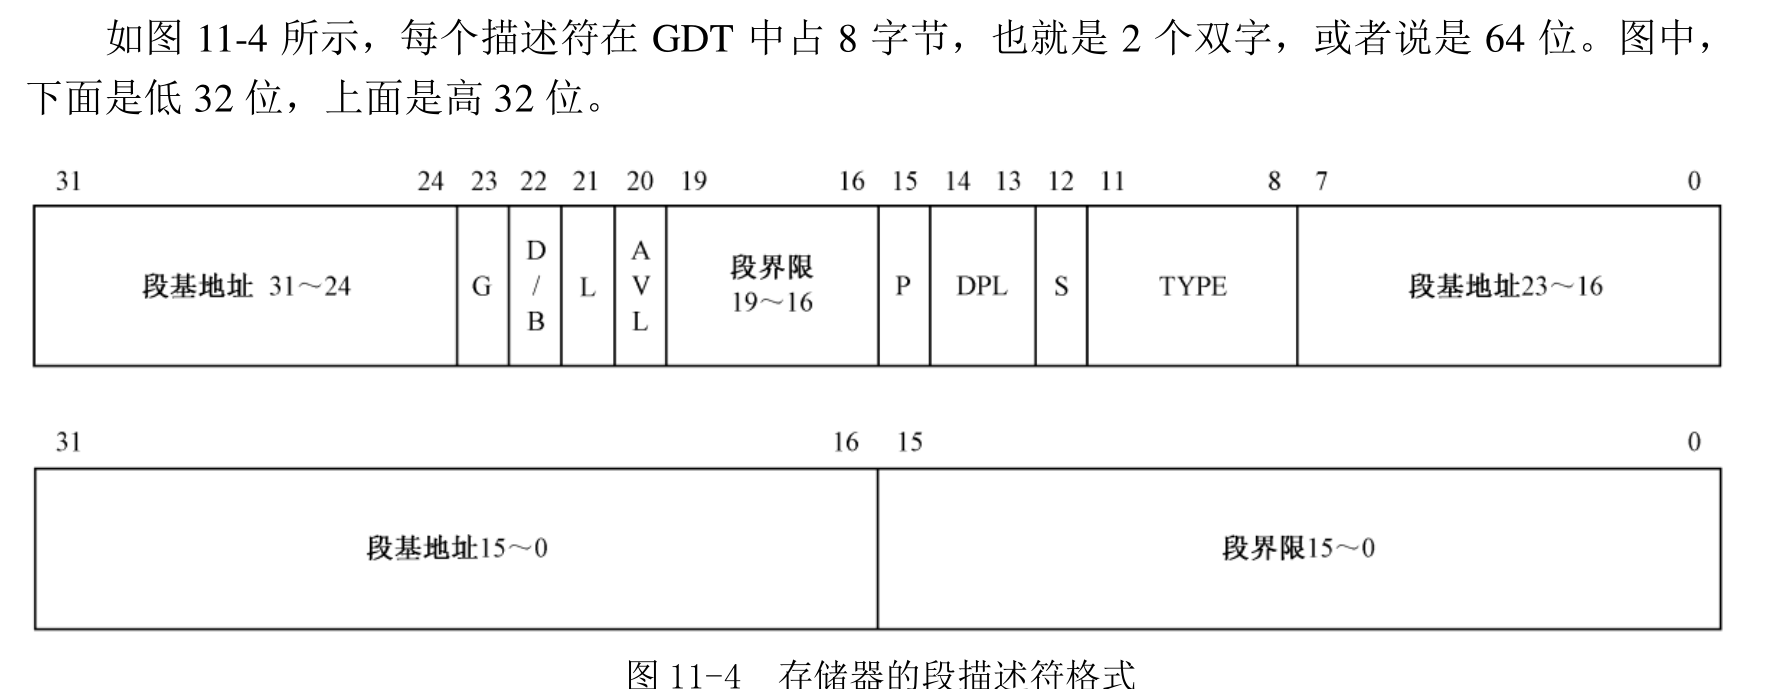 如图 11-4 所示，每个描述符在 GDT 中占 8 字节，也就是 2 个双字，或者说是 64 位。图中，
下面是低 32 位，上面是高 32 位。
31 24 23 22 21 20 19 16 15 14 13 12 11 8 7 0
段基地址 31～24
G
D
/
B
L
A
V
L
段界限
19～16
P
DPL
S
TYPE
段基地址23～16
31 16 15 0
段基地址15～0
段界限15～0
图 11-4 存储器的段描述符格式